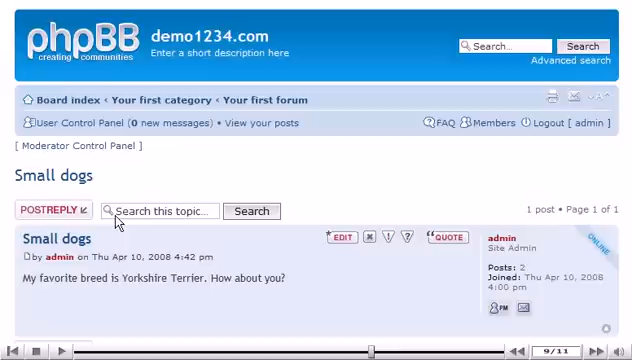 phpBB
creating communities
demo1234.com
Enter a short description here
Search...
Search
Advanced search
Board index ‹ Your first category ‹ Your first forum
User Control Panel (0 new messages) • View your posts
FAQ Members Logout [ admin ]
[ Moderator Control Panel ]
Small dogs
POSTREPLY
Search this topic...
Search
1 post • Page 1 of 1
Small dogs
by admin on Thu Apr 10, 2008 4:42 pm
My favorite breed is Yorkshire Terrier. How about you?
EDIT
QUOTE
admin
Site Admin
Posts: 2
Joined: Thu Apr 10, 2008
4:00 pm
PM
ONLINE
9/11